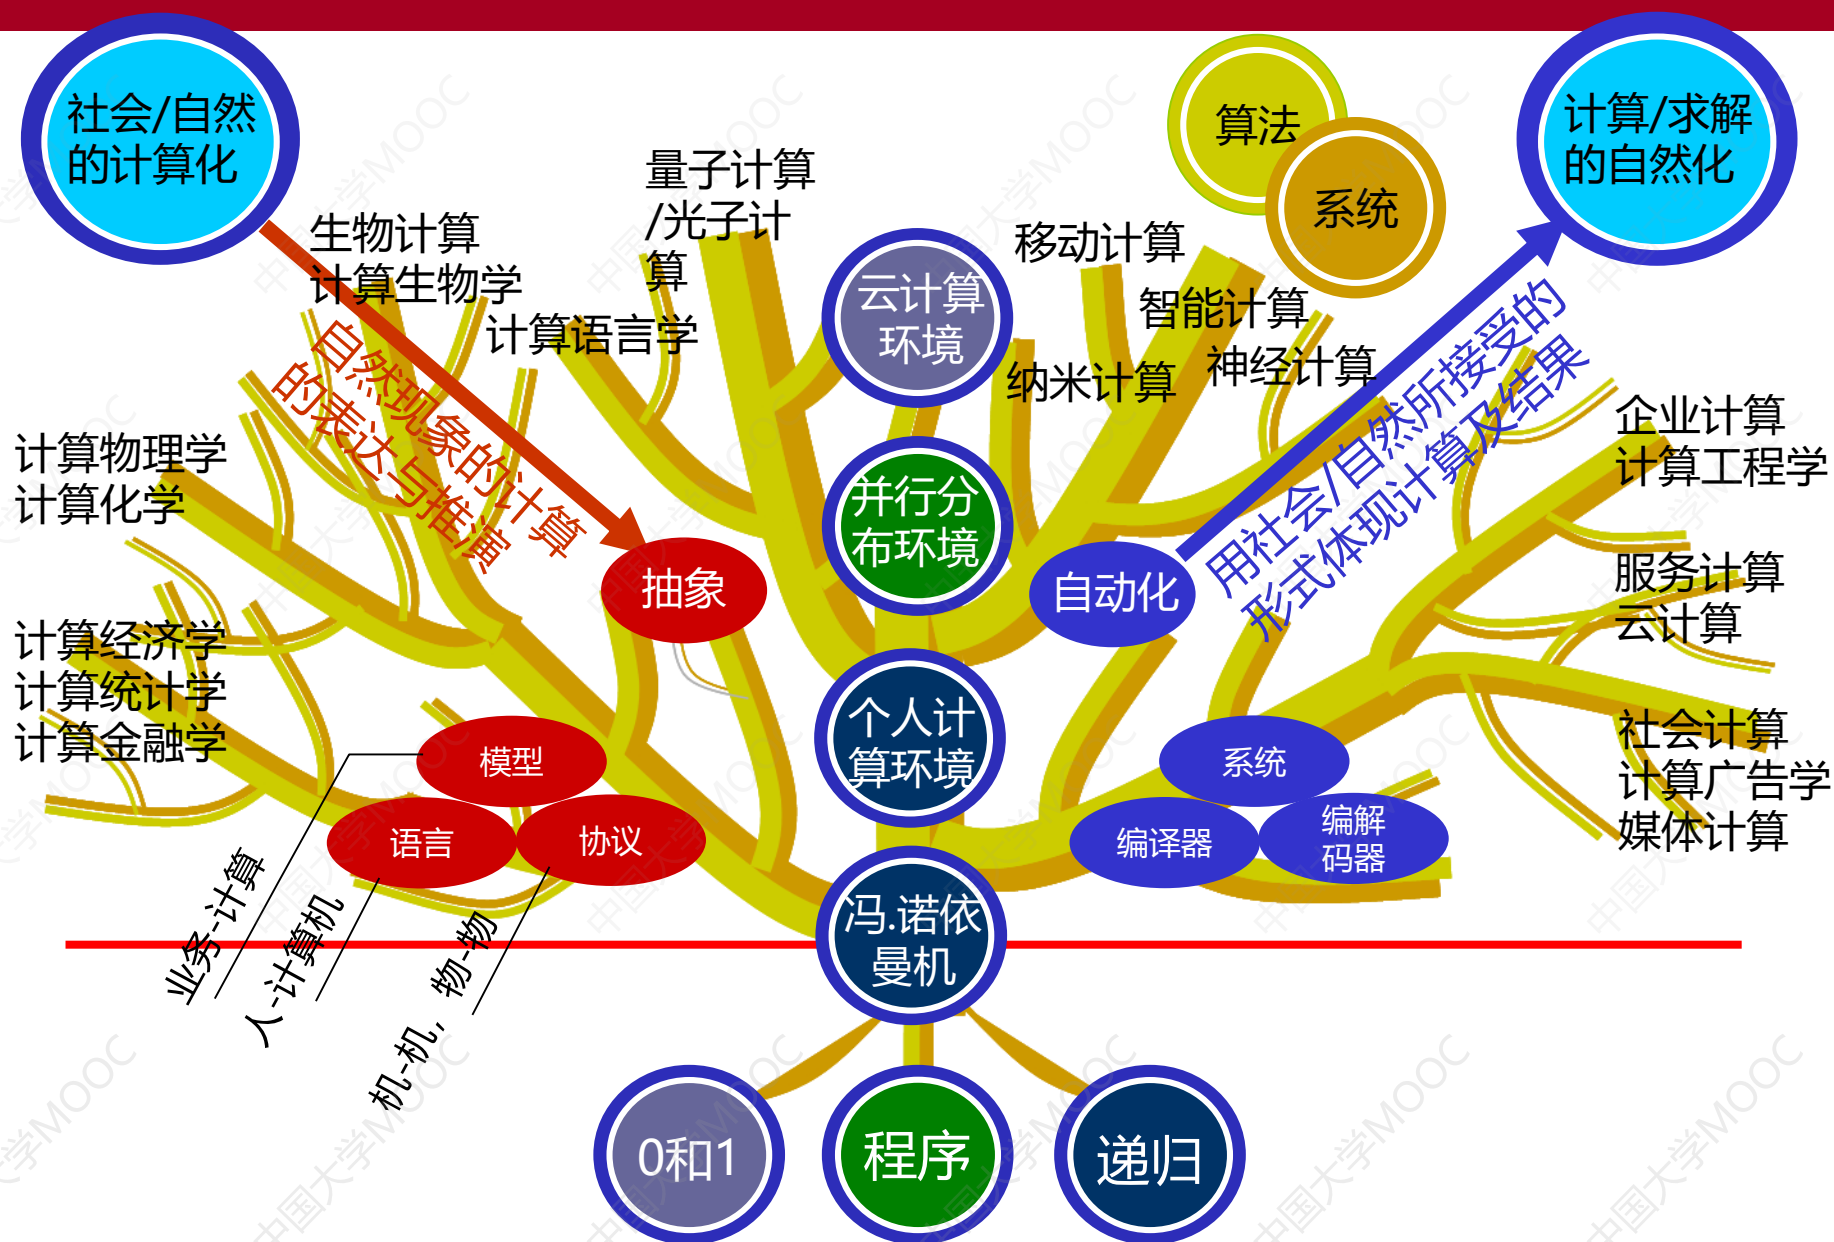 社会/自然
的计算化
算法
系统
计算/求解
的自然化
量子计算
/光子计
算
生物计算
计算生物学
计算语言学
云计算
环境
移动计算
智能计算
纳米计算
神经计算
自然现象的计算
的表达与推演
用社会/自然所接受的
形式体现计算及结果
计算物理学
计算化学
并行分
布环境
企业计算
计算工程学
抽象
自动化
服务计算
云计算
计算经济学
计算统计学
计算金融学
个人计
算环境
模型
语言
协议
系统
编译器
编解
码器
社会计算
计算广告学
媒体计算
业务-计算
人-计算机
机-机，物-物
冯.诺依
曼机
0和1
程序
递归
中国大学MOOC